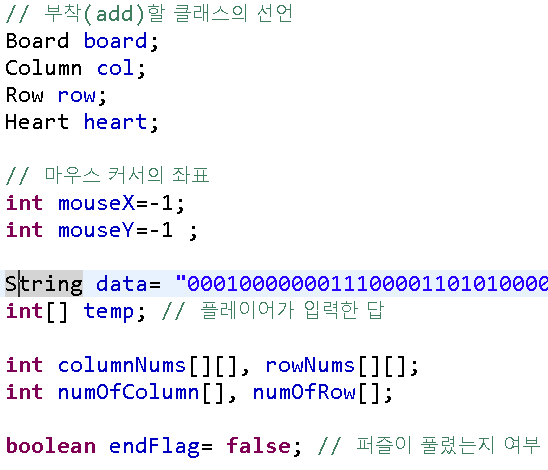 // 부착(add)할 클래스의 선언
Board board;
Column col;
Row row;
Heart heart;
// 마우스 커서의 좌표
int mouseX=-1;
int mouseY=-1 ;
String data= "0001000000011100001101010000
int[] temp; // 플레이어가 입력한 답
int columnNums[][], rowNums[][];
int numOfColumn[], numOfRow[];
boolean endFlag= false; // 퍼즐이 풀렸는지 여부